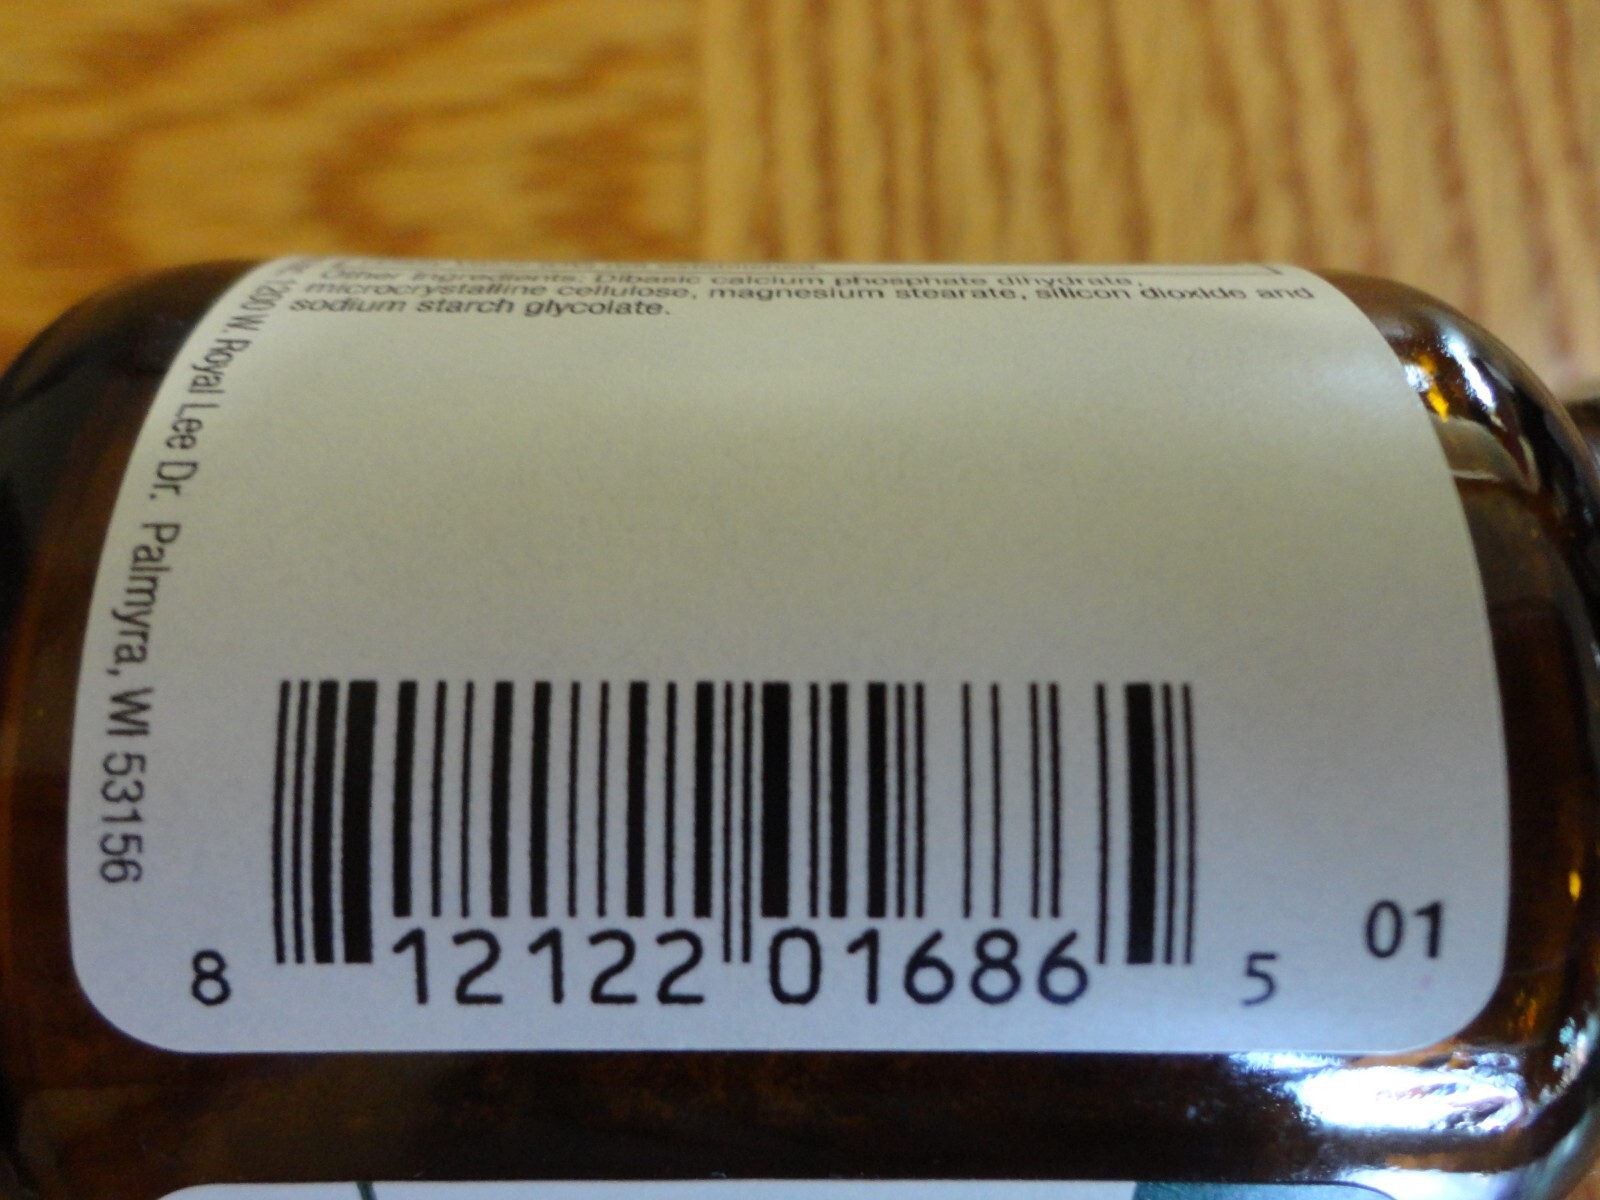 Other Ingredients: Dibasic calcium phosphate dihydrate,
microcrystalline cellulose, magnesium stearate, silicon dioxide and
sodium starch glycolate.
1200 W. Royal Lee Dr. Palmyra, WI 53156
8 12122 01686 5
01